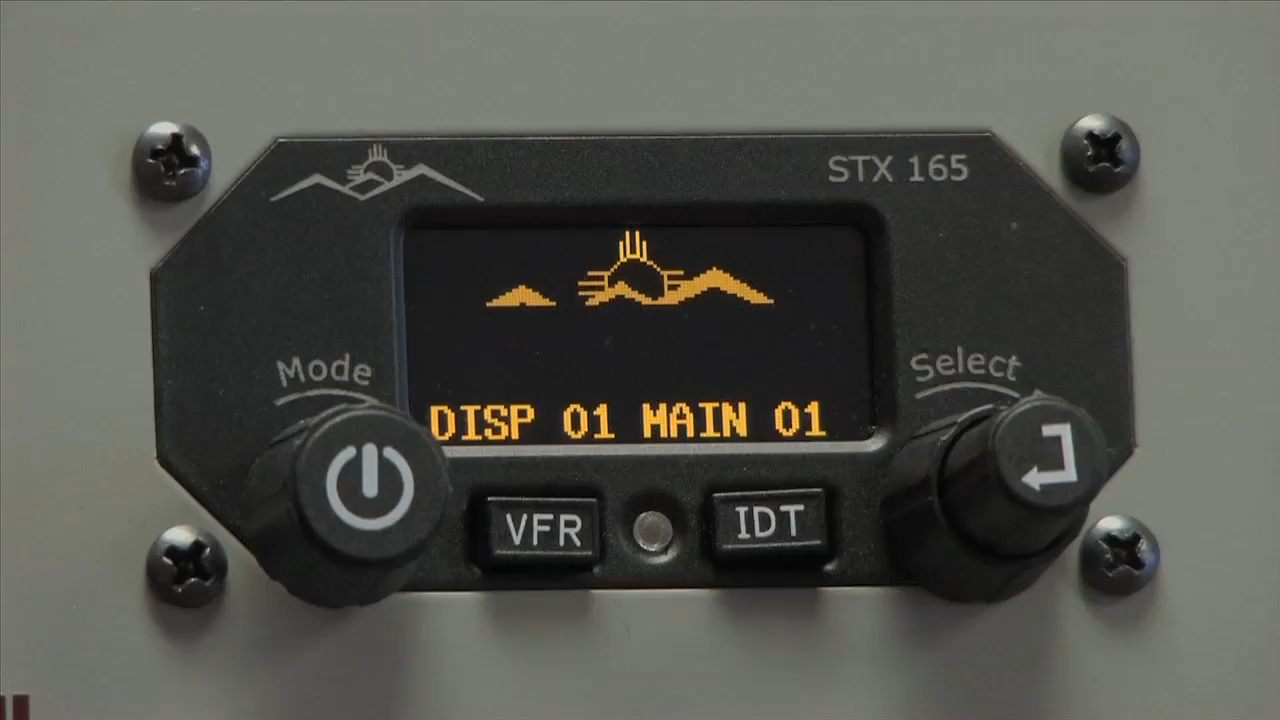 STX 165
Mode
Select
DISP 01 MAIN 01
VFR
IDT